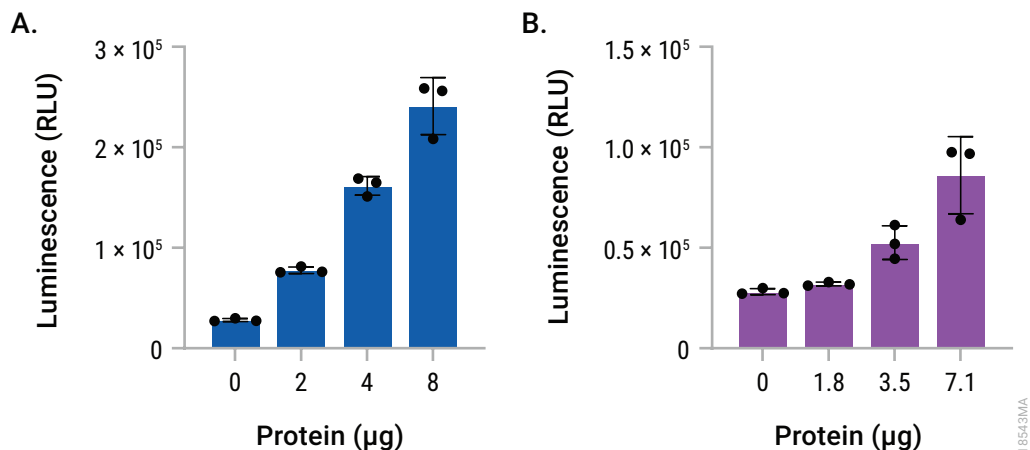 A.
Luminescence (RLU)
3 × 10⁵
2 × 10⁵
1 × 10⁵
0
0 2 4 8
Protein (µg)
B.
Luminescence (RLU)
1.5 × 10⁵
1.0 × 10⁵
0.5 × 10⁵
0
0 1.8 3.5 7.1
Protein (µg)
18543MA